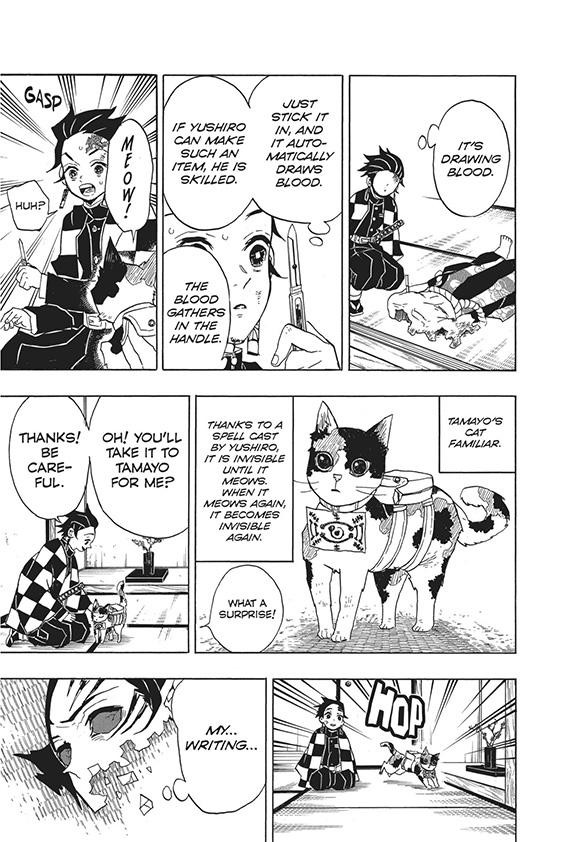 IT'S
DRAWING
BLOOD.
JUST
STICK IT
IN, AND
IT AUTO-
MATICALLY
DRAWS
BLOOD.
IF YUSHIRO
CAN MAKE
SUCH AN
ITEM, HE IS
SKILLED.
THE
BLOOD
GATHERS
IN THE
HANDLE.
GASP
MEOW!
HUH?
TAMAYO'S
CAT
FAMILIAR.
THANKS TO A
SPELL CAST
BY YUSHIRO,
IT IS INVISIBLE
UNTIL IT
MEOWS.
WHEN IT
MEOWS AGAIN,
IT BECOMES
INVISIBLE
AGAIN.
WHAT A
SURPRISE!
OH! YOU'LL
TAKE IT TO
TAMAYO
FOR ME?
THANKS!
BE
CARE-
FUL.
HOP
MY...
WRITING...